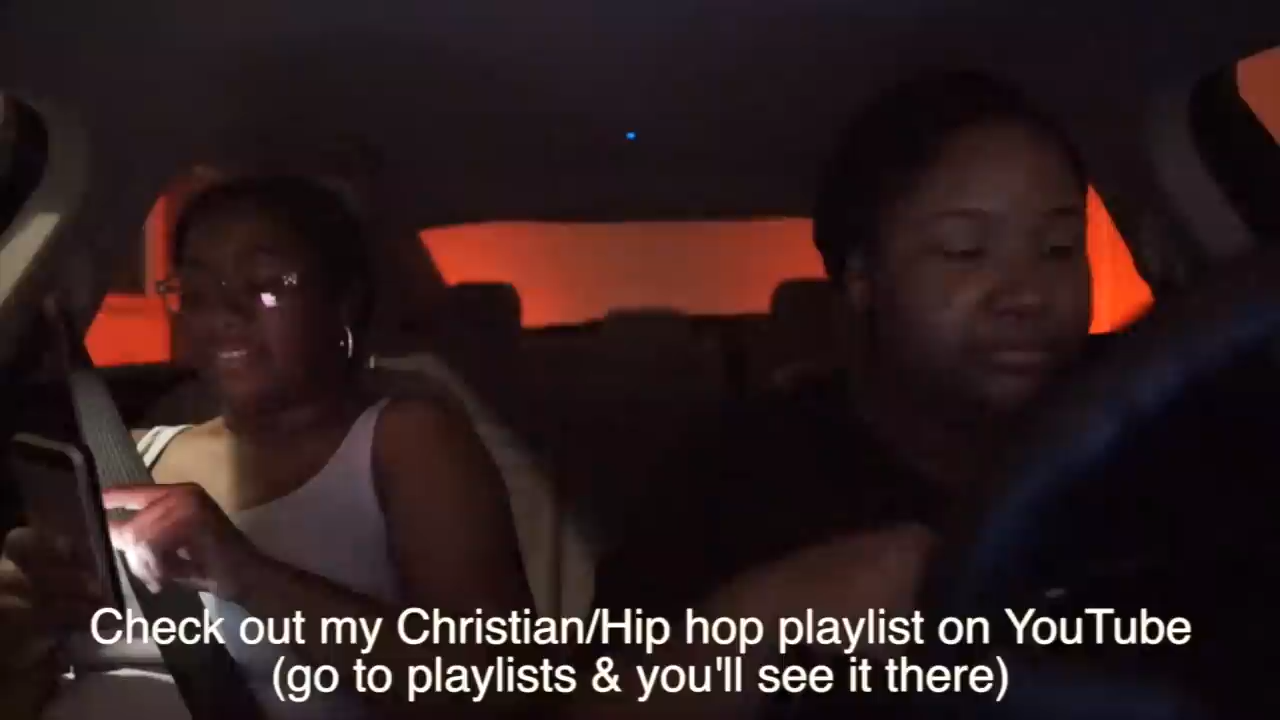 Check out my Christian/Hip hop playlist on YouTube
(go to playlists & you'll see it there)